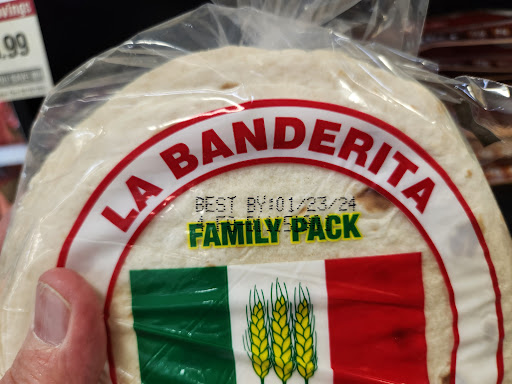 .99
LA BANDERITA
BEST BY:01/23/24
FAMILY PACK